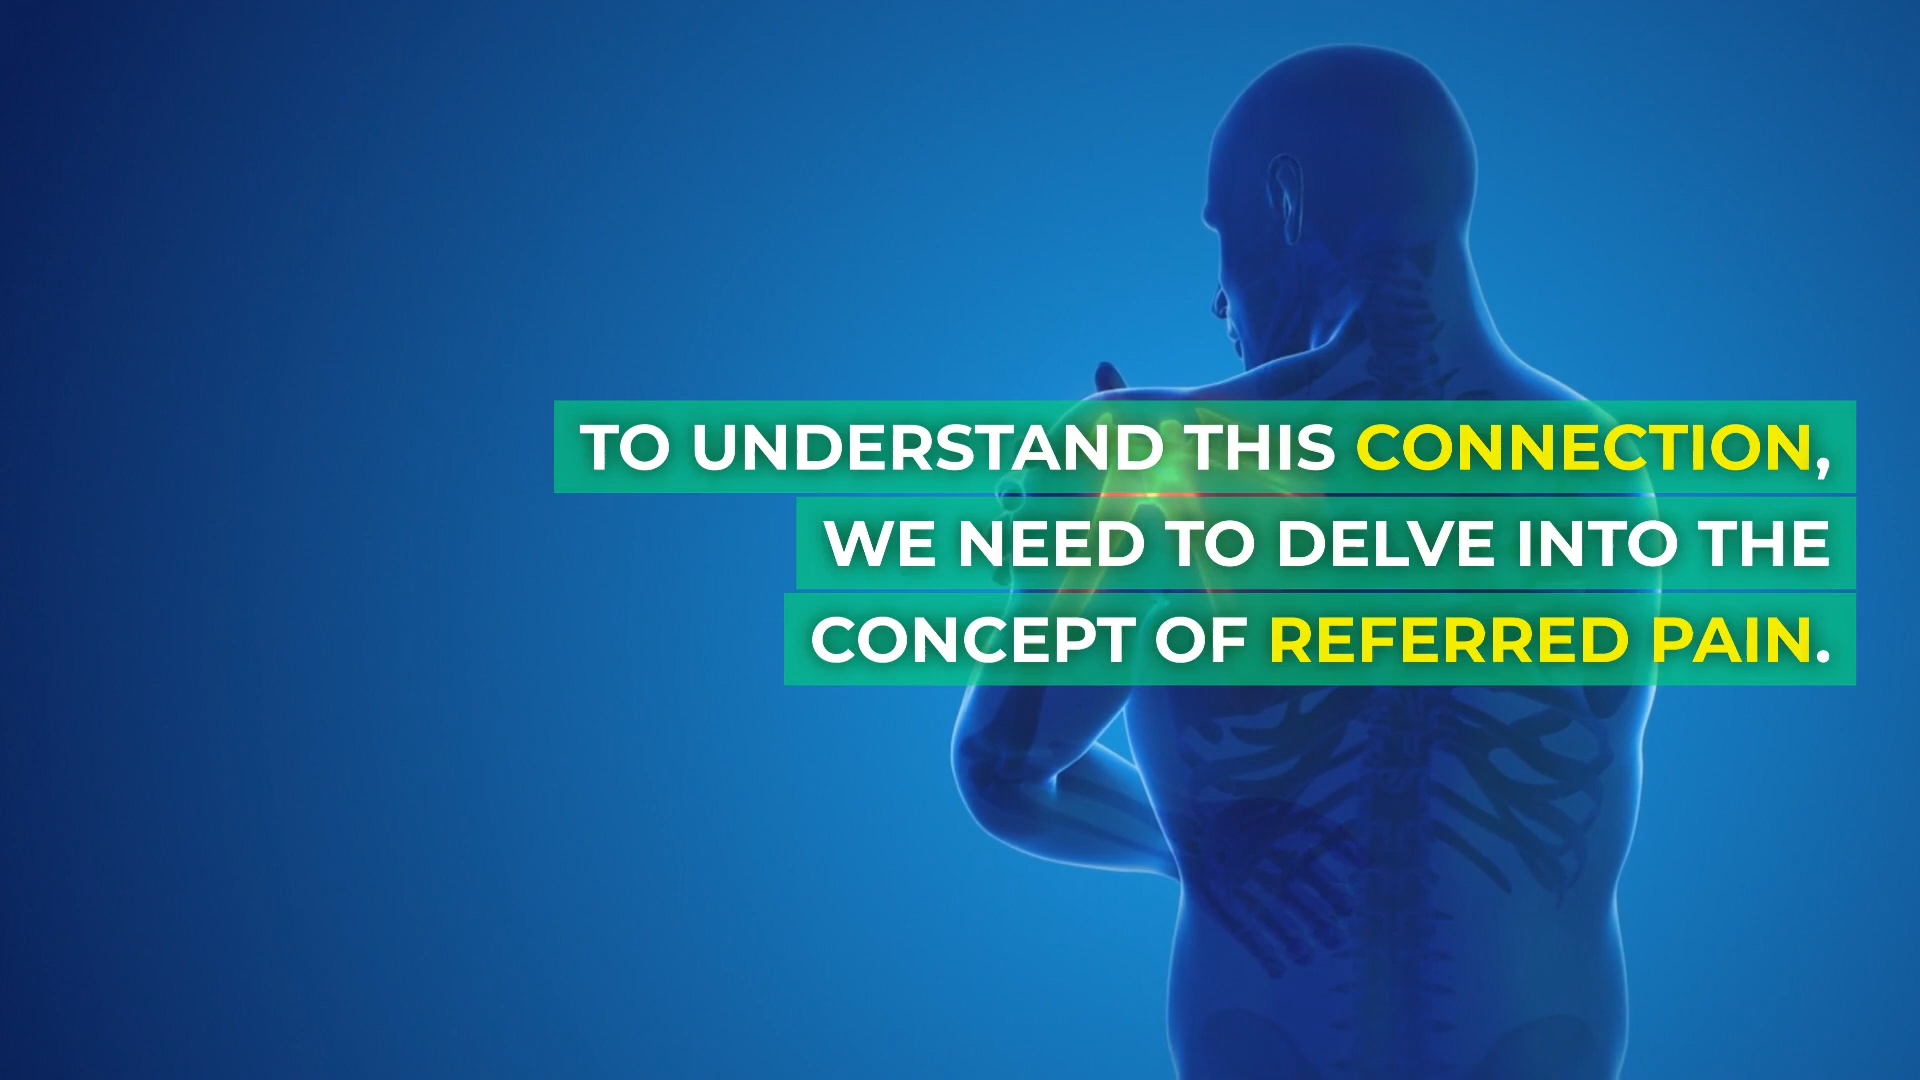 TO UNDERSTAND THIS CONNECTION,
WE NEED TO DELVE INTO THE
CONCEPT OF REFERRED PAIN.